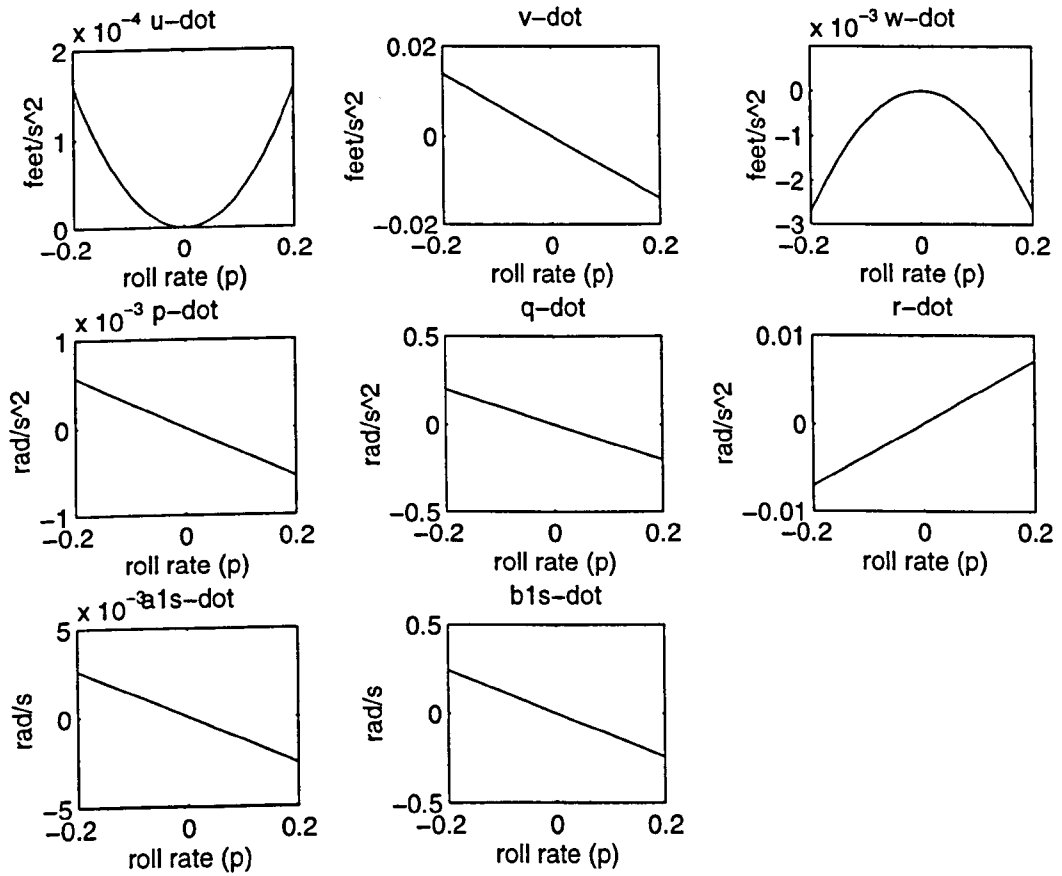 x 10^-4 u-dot
2
1
0
feet/s^2
-0.2 0 0.2
roll rate (p)
v-dot
0.02
0
-0.02
feet/s^2
-0.2 0 0.2
roll rate (p)
x 10^-3 w-dot
0
-1
-2
-3
feet/s^2
-0.2 0 0.2
roll rate (p)
x 10^-3 p-dot
1
0
-1
rad/s^2
-0.2 0 0.2
roll rate (p)
q-dot
0.5
0
-0.5
rad/s^2
-0.2 0 0.2
roll rate (p)
r-dot
0.01
0
-0.01
rad/s^2
-0.2 0 0.2
roll rate (p)
x 10^-3 a1s-dot
5
0
-5
rad/s
-0.2 0 0.2
roll rate (p)
b1s-dot
0.5
0
-0.5
rad/s
-0.2 0 0.2
roll rate (p)